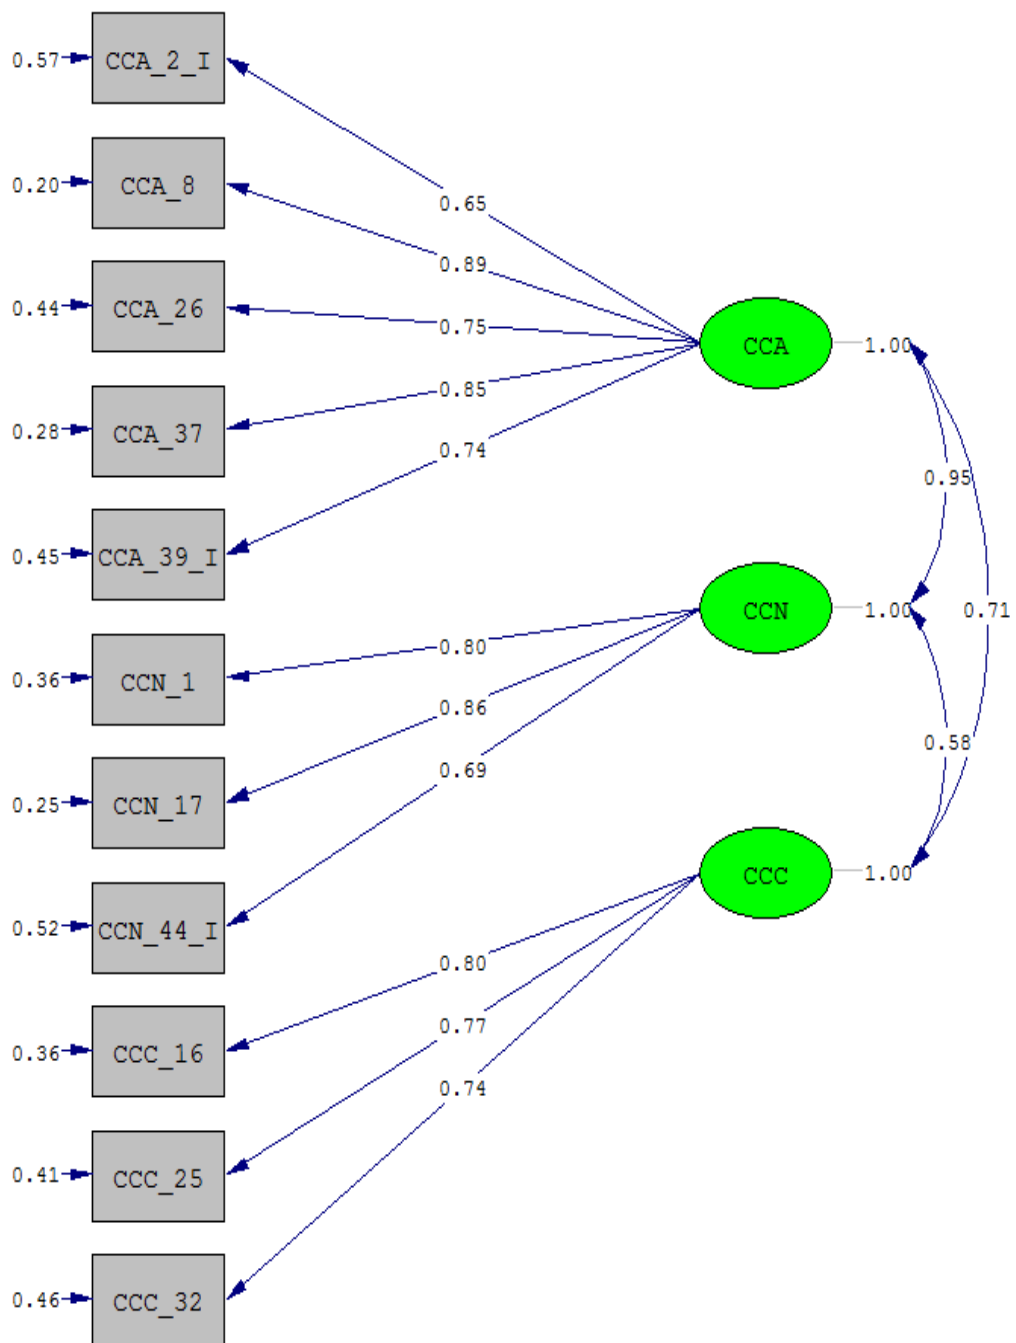 0.57 CCA_2_I
0.20 CCA_8
0.65
0.89
0.44 CCA_26
0.75
CCA 1.00
0.85
0.28 CCA_37
0.74
0.95
0.45 CCA_39_I
CCN 1.00 0.71
0.80
0.36 CCN_1
0.86
0.58
0.69
0.25 CCN_17
CCC 1.00
0.52 CCN_44_I
0.80
0.77
0.36 CCC_16
0.74
0.41 CCC_25
0.46 CCC_32